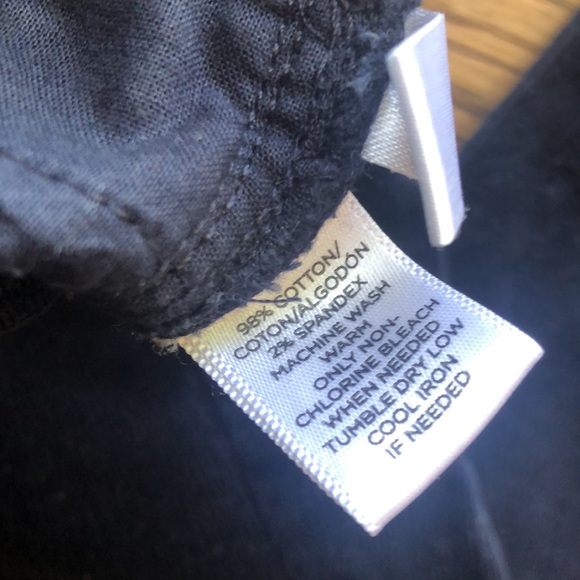 98% COTTON/
COTON/ALGODÓN
2% SPANDEX
MACHINE WASH
WARM
ONLY NON-
CHLORINE BLEACH
WHEN NEEDED
TUMBLE DRY LOW
COOL IRON
IF NEEDED